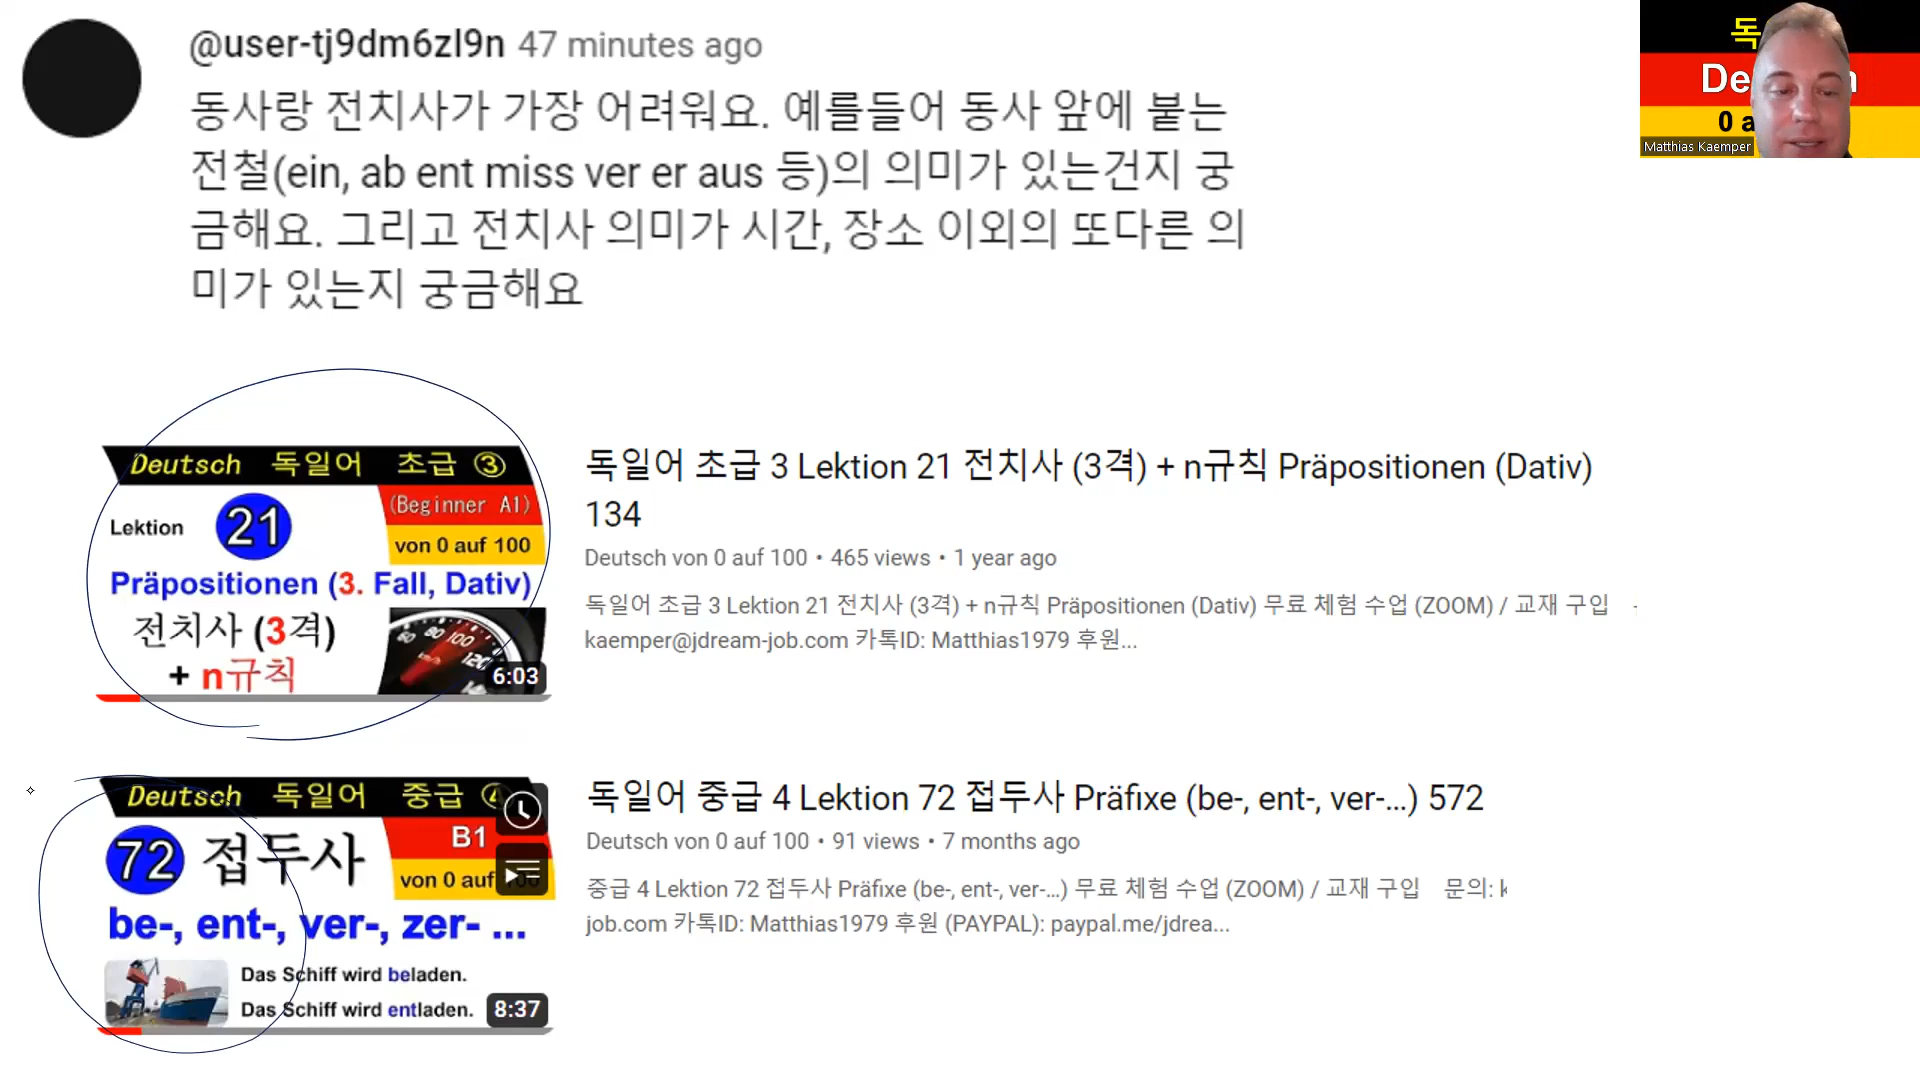 @user-tj9dm6zl9n 47 minutes ago
동사랑 전치사가 가장 어려워요. 예를들어 동사 앞에 붙는
전철(ein, ab ent miss ver er aus 등)의 의미가 있는건지 궁
금해요. 그리고 전치사 의미가 시간, 장소 이외의 또다른 의
미가 있는지 궁금해요
독
De
n
0 a
Matthias Kaemper
Deutsch 독일어 초급 ③
(Beginner A1)
Lektion 21
von 0 auf 100
Präpositionen (3. Fall, Dativ)
전치사 (3격)
+ n규칙
60 80 100 120
km/h
6:03
독일어 초급 3 Lektion 21 전치사 (3격) + n규칙 Präpositionen (Dativ)
134
Deutsch von 0 auf 100 • 465 views • 1 year ago
독일어 초급 3 Lektion 21 전치사 (3격) + n규칙 Präpositionen (Dativ) 무료 체험 수업 (ZOOM) / 교재 구입
kaemper@jdream-job.com 카톡ID: Matthias1979 후원...
Deutsch 독일어 중급 ④
72 접두사
B1
von 0 auf
be-, ent-, ver-, zer- ...
Das Schiff wird beladen.
Das Schiff wird entladen.
8:37
독일어 중급 4 Lektion 72 접두사 Präfixe (be-, ent-, ver-...) 572
Deutsch von 0 auf 100 • 91 views • 7 months ago
중급 4 Lektion 72 접두사 Präfixe (be-, ent-, ver-...) 무료 체험 수업 (ZOOM) / 교재 구입 문의: k
job.com 카톡ID: Matthias1979 후원 (PAYPAL): paypal.me/jdrea...